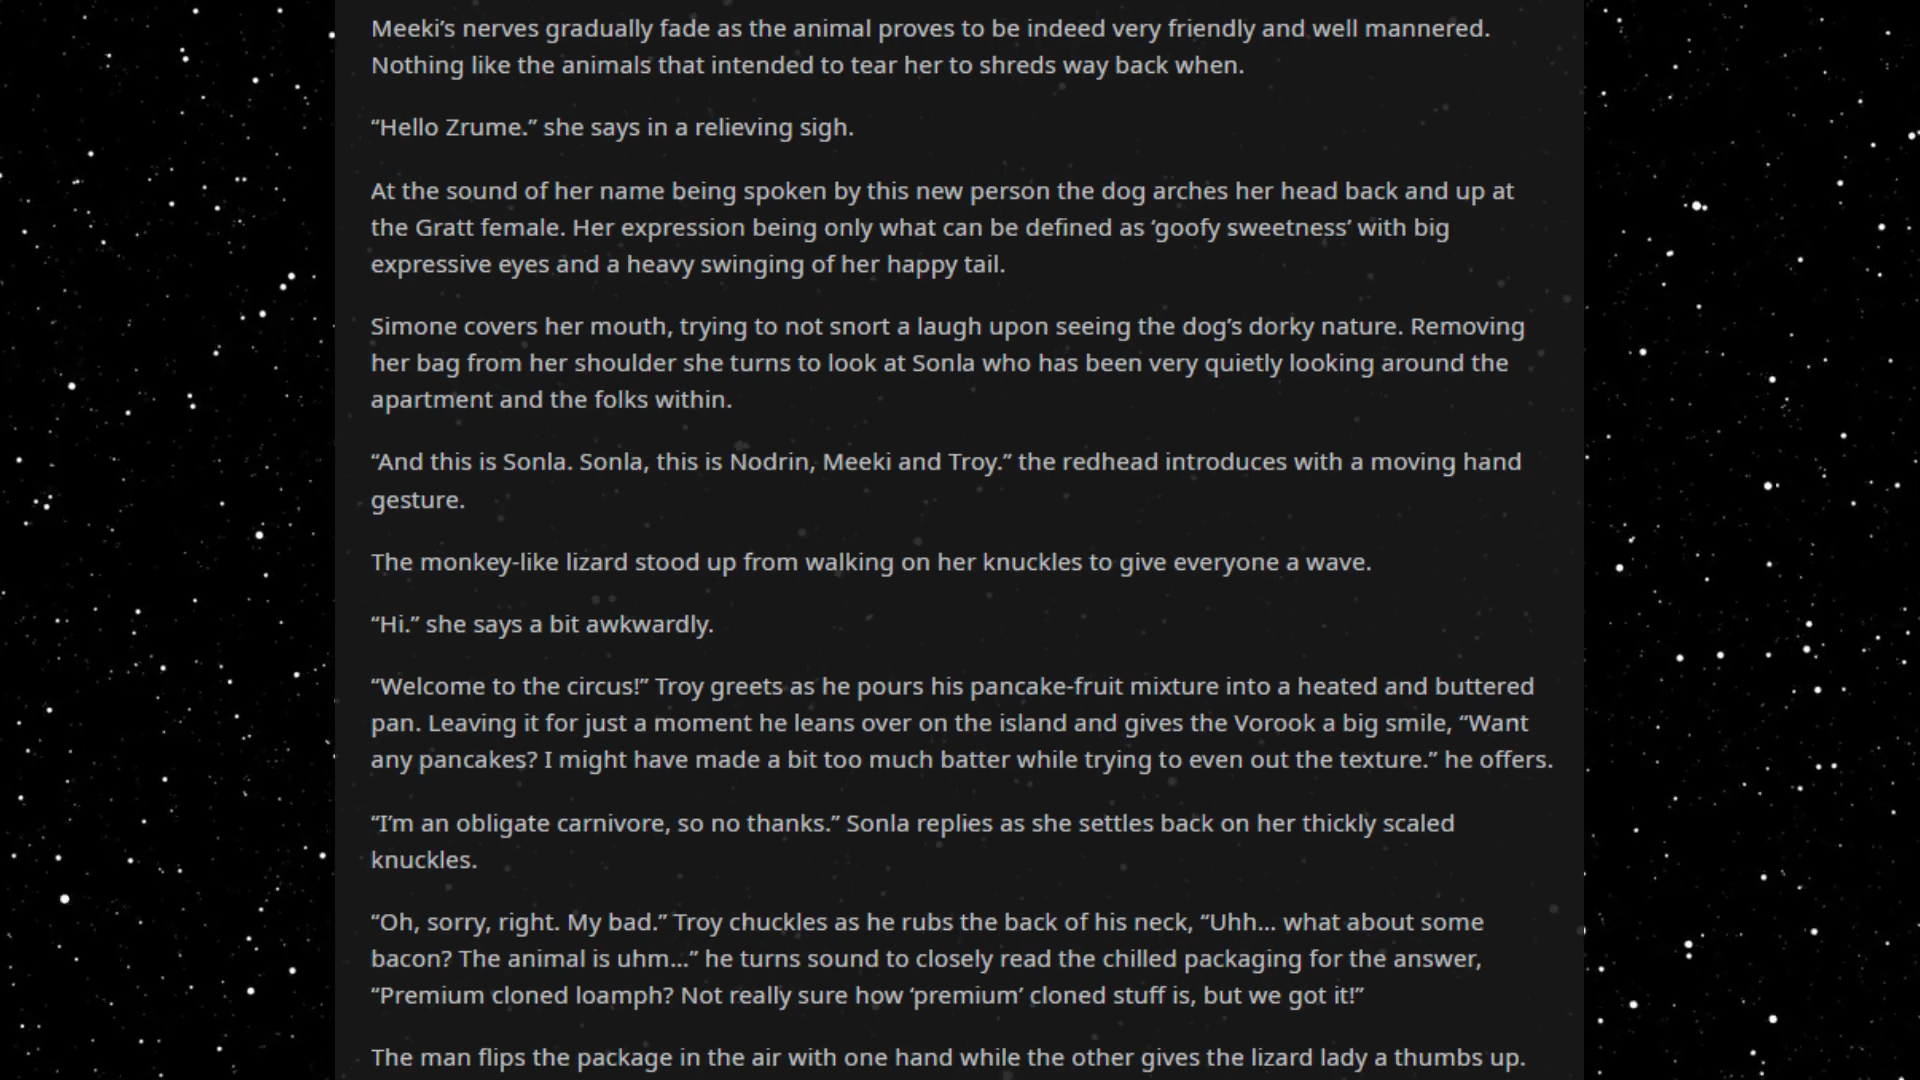 Meeki’s nerves gradually fade as the animal proves to be indeed very friendly and well mannered.
Nothing like the animals that intended to tear her to shreds way back when.
“Hello Zrume.” she says in a relieving sigh.
At the sound of her name being spoken by this new person the dog arches her head back and up at
the Gratt female. Her expression being only what can be defined as ‘goofy sweetness’ with big
expressive eyes and a heavy swinging of her happy tail.
Simone covers her mouth, trying to not snort a laugh upon seeing the dog’s dorky nature. Removing
her bag from her shoulder she turns to look at Sonla who has been very quietly looking around the
apartment and the folks within.
“And this is Sonla. Sonla, this is Nodrin, Meeki and Troy.” the redhead introduces with a moving hand
gesture.
The monkey-like lizard stood up from walking on her knuckles to give everyone a wave.
“Hi.” she says a bit awkwardly.
“Welcome to the circus!” Troy greets as he pours his pancake-fruit mixture into a heated and buttered
pan. Leaving it for just a moment he leans over on the island and gives the Vorook a big smile, “Want
any pancakes? I might have made a bit too much batter while trying to even out the texture.” he offers.
“I’m an obligate carnivore, so no thanks.” Sonla replies as she settles back on her thickly scaled
knuckles.
“Oh, sorry, right. My bad.” Troy chuckles as he rubs the back of his neck, “Uhh… what about some
bacon? The animal is uhm…” he turns sound to closely read the chilled packaging for the answer,
“Premium cloned loamph? Not really sure how ‘premium’ cloned stuff is, but we got it!”
The man flips the package in the air with one hand while the other gives the lizard lady a thumbs up.